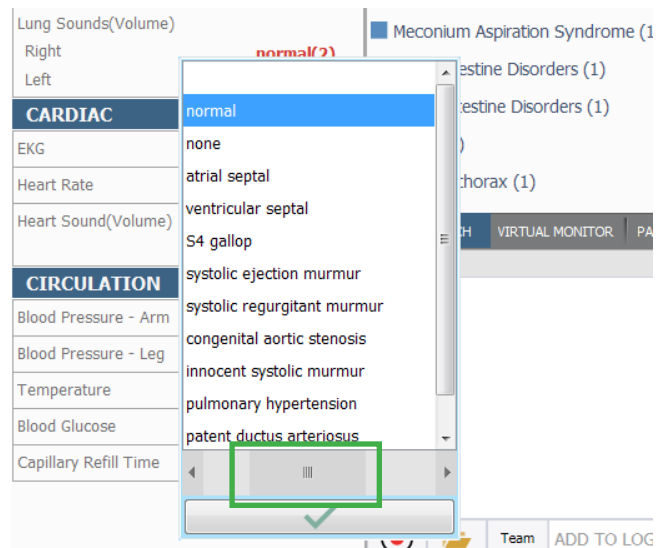 Lung Sounds(Volume)
Right
normal(2)
Left
CARDIAC
EKG
Heart Rate
Heart Sound(Volume)
CIRCULATION
Blood Pressure - Arm
Blood Pressure - Leg
Temperature
Blood Glucose
Capillary Refill Time
normal
none
atrial septal
ventricular septal
S4 gallop
systolic ejection murmur
systolic regurgitant murmur
congenital aortic stenosis
innocent systolic murmur
pulmonary hypertension
patent ductus arteriosus
Meconium Aspiration Syndrome (1
Disorders (1)
Disorders (1)
)
(1)
VIRTUAL MONITOR
Team
ADD TO LOG